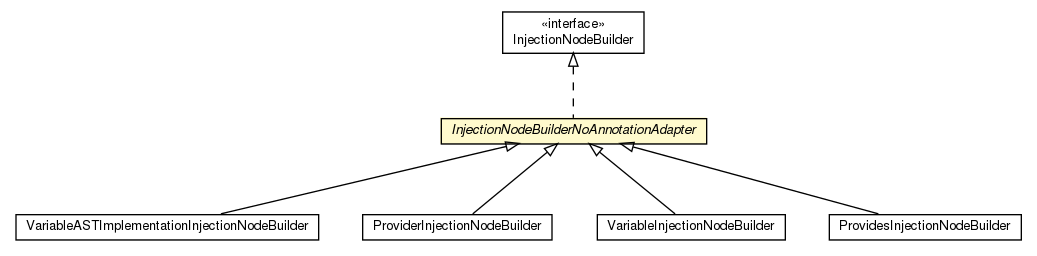 «interface»
InjectionNodeBuilder
InjectionNodeBuilderNoAnnotationAdapter
VariableASTImplementationInjectionNodeBuilder
ProviderInjectionNodeBuilder
VariableInjectionNodeBuilder
ProvidesInjectionNodeBuilder